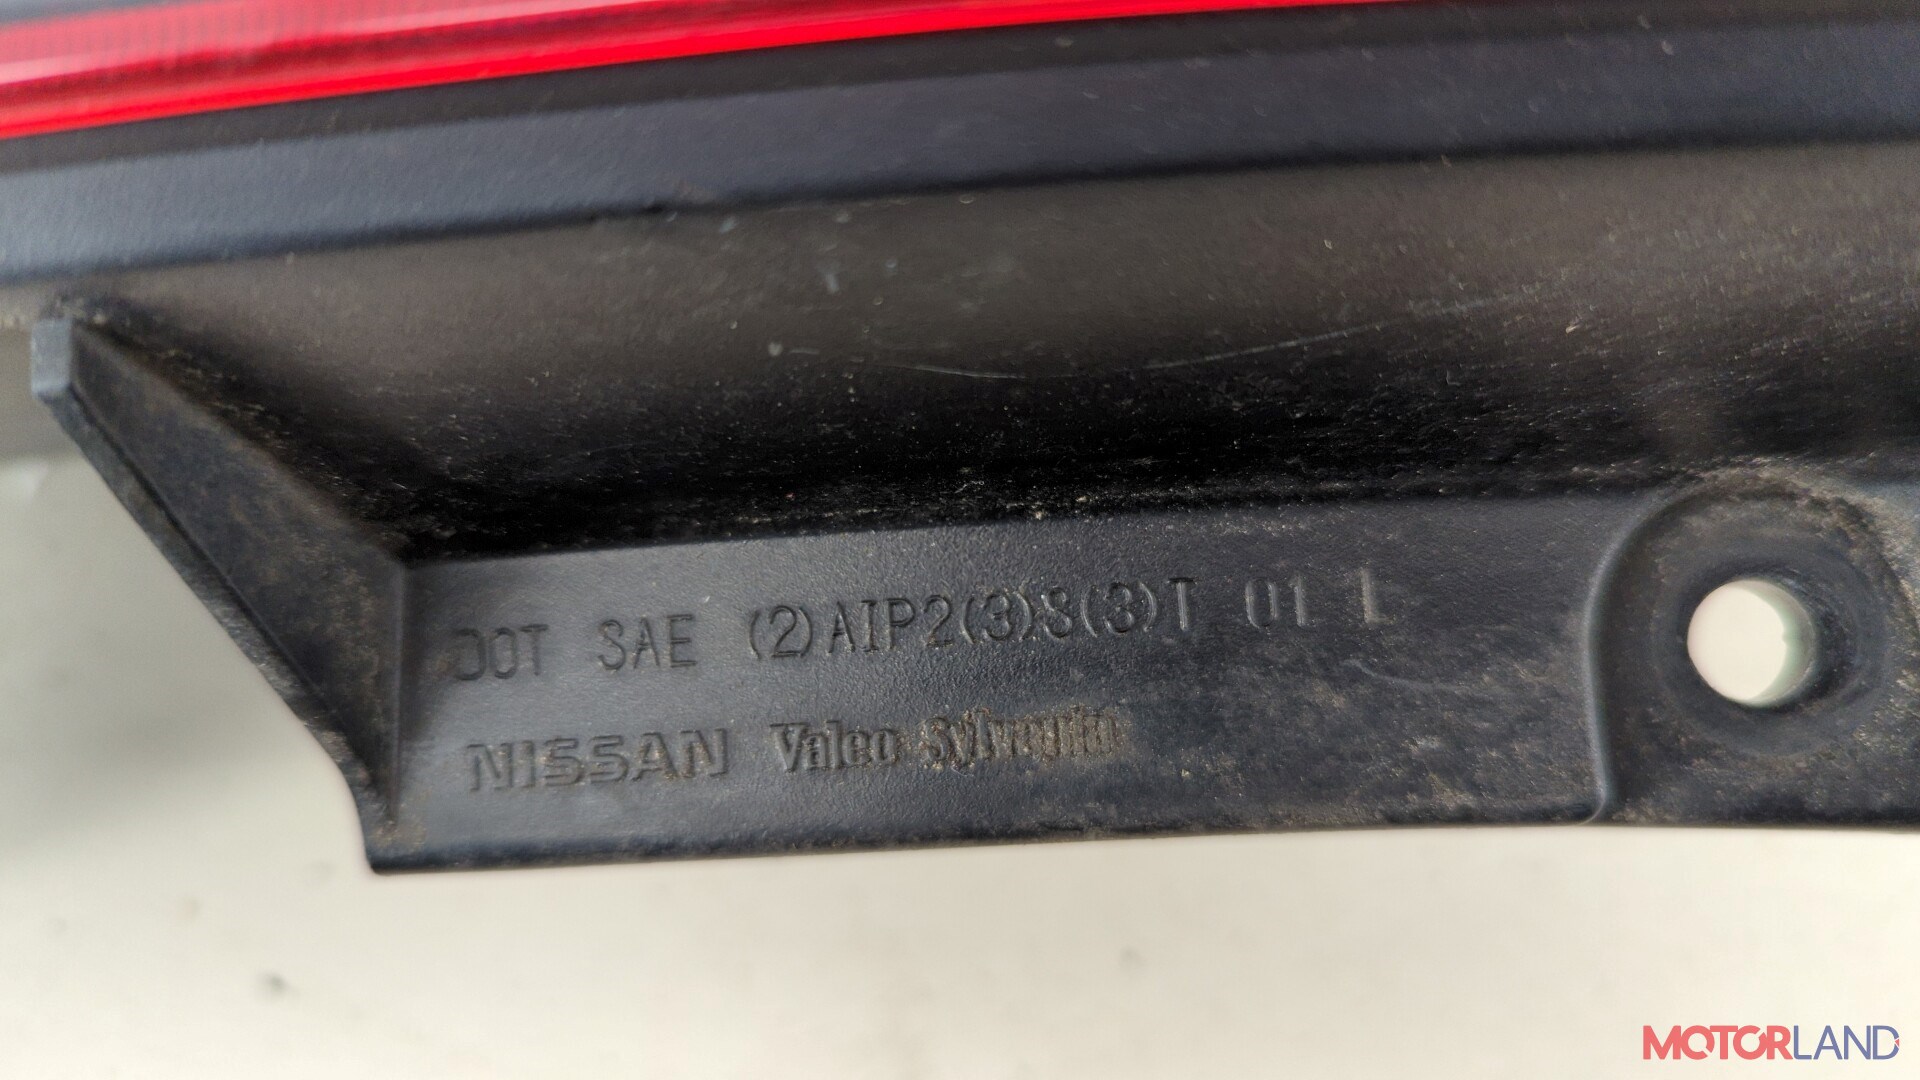 DOT SAE (2)AIP2(3)S(3)T 01 L
NISSAN Valeo Sylvania
MOTORLAND